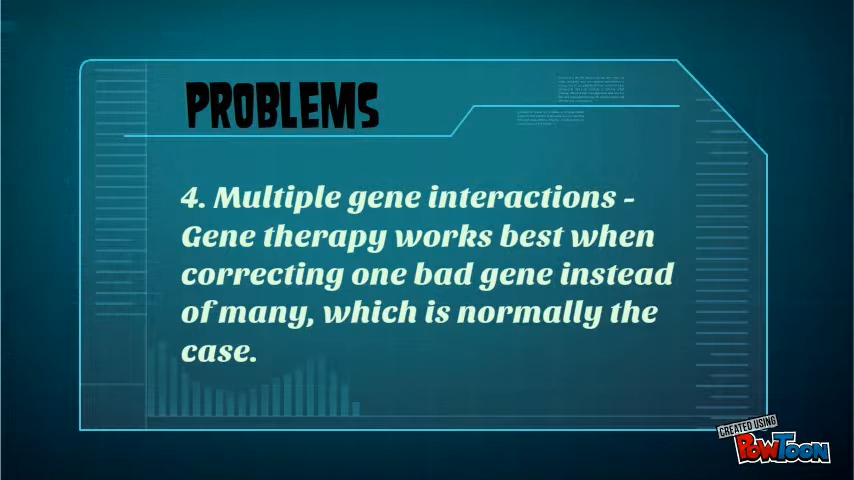 PROBLEMS
4. Multiple gene interactions -
Gene therapy works best when
correcting one bad gene instead
of many, which is normally the
case.
CREATED USING
PowToon